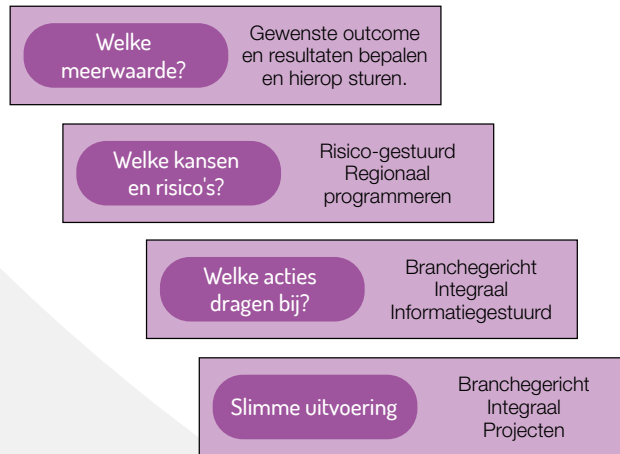 Welke
meerwaarde?
Gewenste outcome
en resultaten bepalen
en hierop sturen.
Welke kansen
en risico's?
Risico-gestuurd
Regionaal
programmeren
Welke acties
dragen bij?
Branchegericht
Integraal
Informatiegestuurd
Slimme uitvoering
Branchegericht
Integraal
Projecten